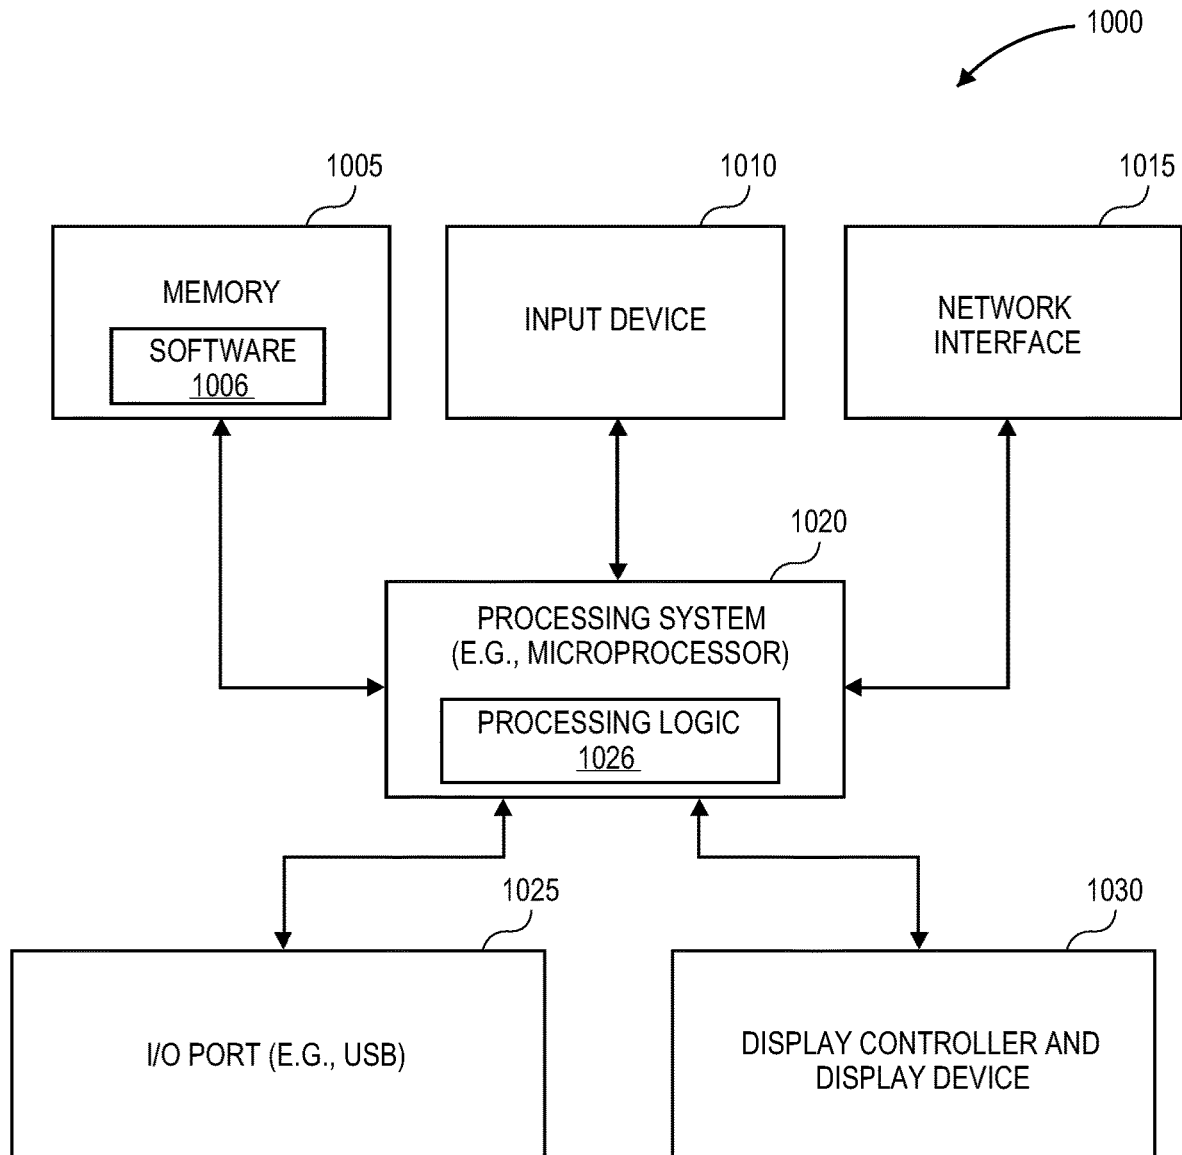 1000
1005
1010
1015
MEMORY
SOFTWARE
1006
INPUT DEVICE
NETWORK
INTERFACE
1020
PROCESSING SYSTEM
(E.G., MICROPROCESSOR)
PROCESSING LOGIC
1026
1025
1030
I/O PORT (E.G., USB)
DISPLAY CONTROLLER AND
DISPLAY DEVICE